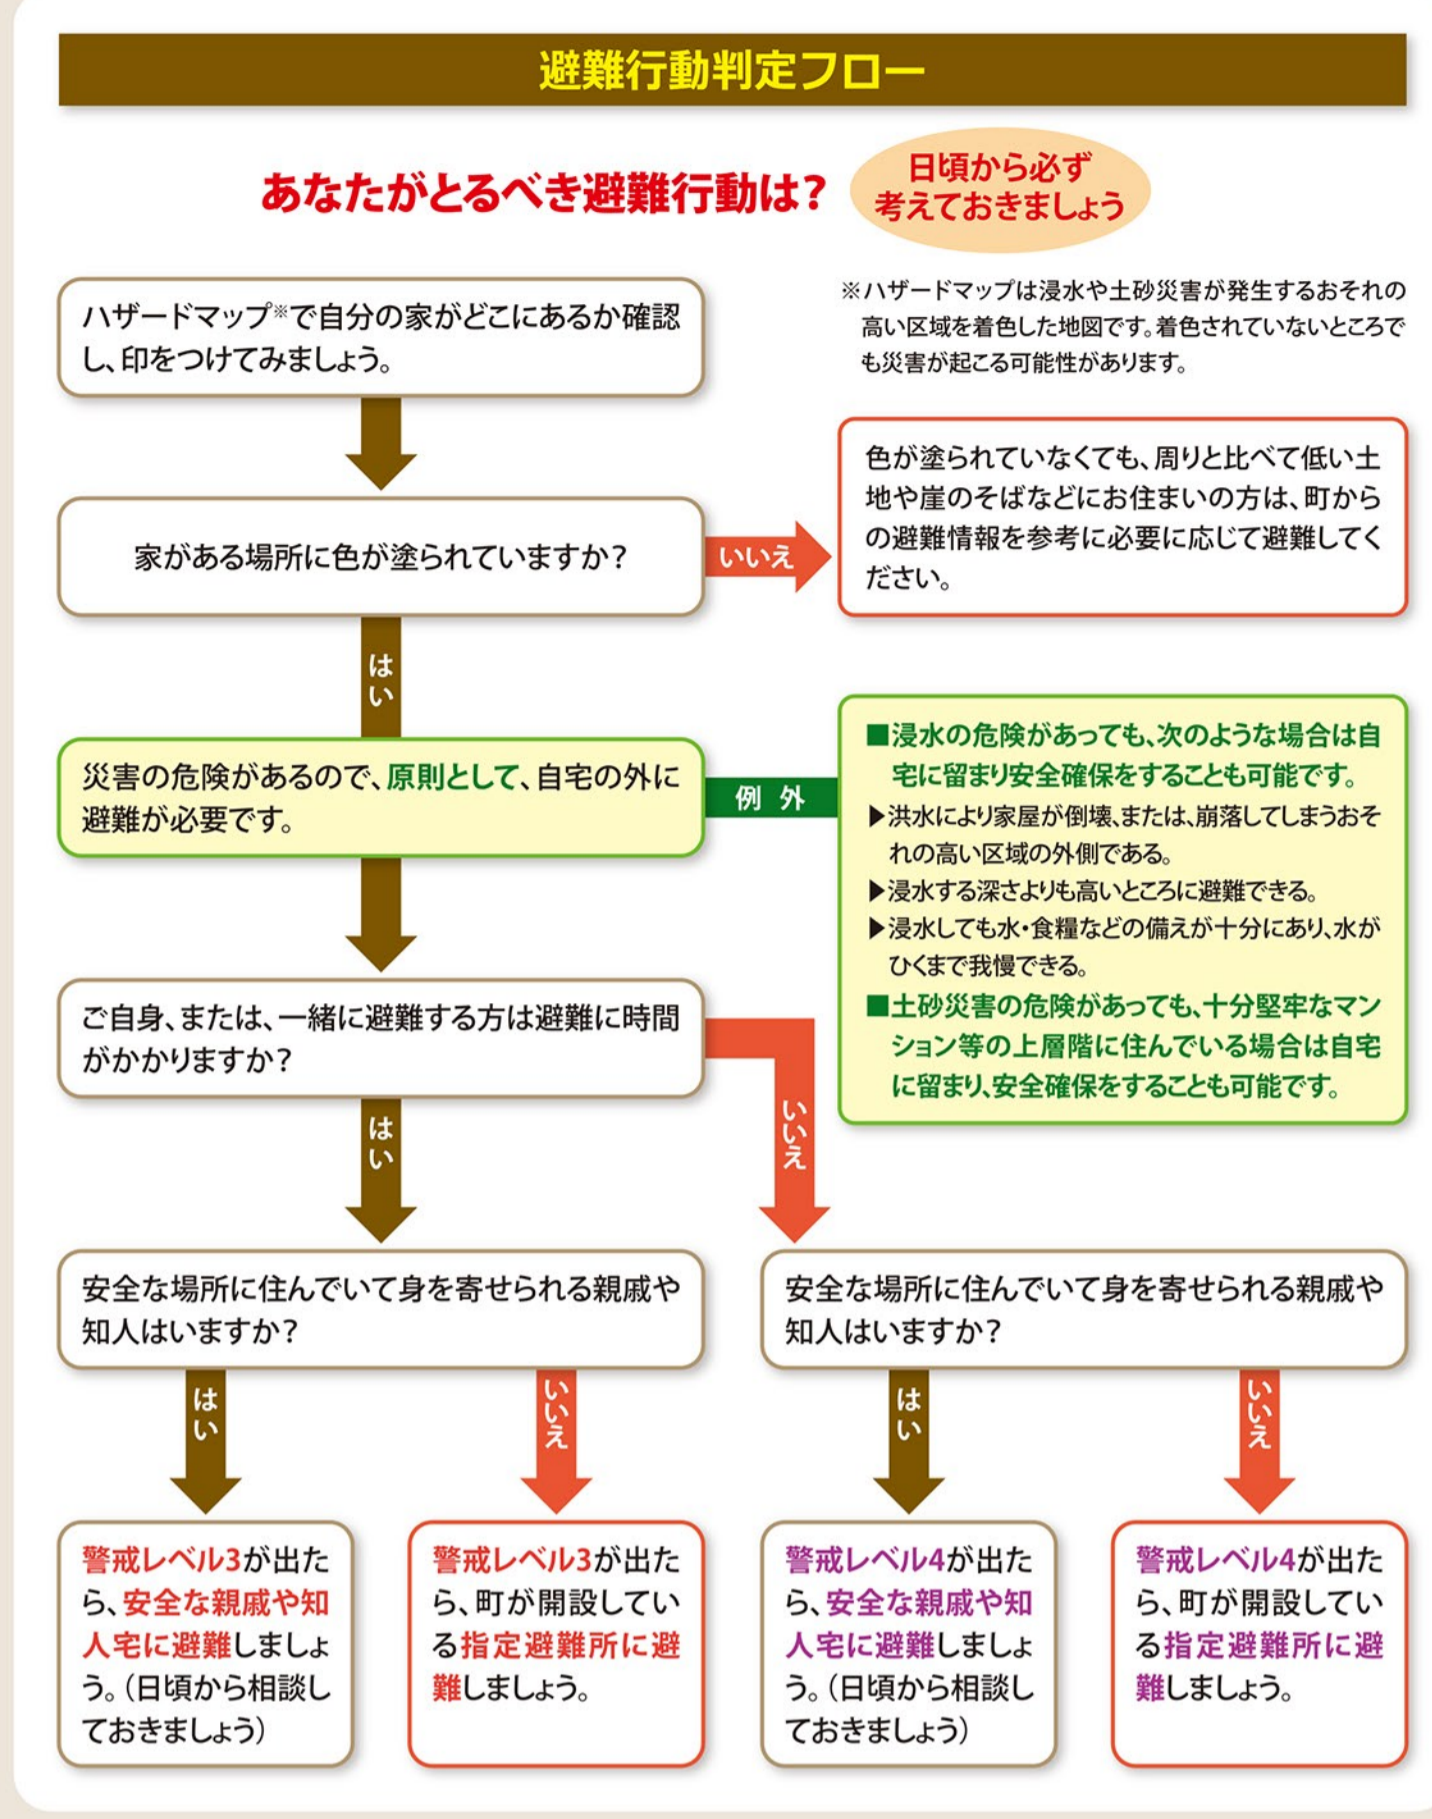 避難行動判定フロー
あなたがとるべき避難行動は?
日頃から必ず
考えておきましょう
ハザードマップ※で自分の家がどこにあるか確認
し、印をつけてみましょう。
※ハザードマップは浸水や土砂災害が発生するおそれの
高い区域を着色した地図です。着色されていないところで
も災害が起こる可能性があります。
家がある場所に色が塗られていますか?
いいえ
色が塗られていなくても、周りと比べて低い土
地や崖のそばなどにお住まいの方は、町から
の避難情報を参考に必要に応じて避難してく
ださい。
はい
災害の危険があるので、原則として、自宅の外に
避難が必要です。
例外
■浸水の危険があっても、次のような場合は自
宅に留まり安全確保をすることも可能です。
▶洪水により家屋が倒壊、または、崩落してしまうおそ
れの高い区域の外側である。
▶浸水する深さよりも高いところに避難できる。
▶浸水しても水・食糧などの備えが十分にあり、水が
ひくまで我慢できる。
■土砂災害の危険があっても、十分堅牢なマン
ション等の上層階に住んでいる場合は自宅
に留まり、安全確保をすることも可能です。
ご自身、または、一緒に避難する方は避難に時間
がかかりますか?
はい
いいえ
安全な場所に住んでいて身を寄せられる親戚や
知人はいますか?
はい
いいえ
安全な場所に住んでいて身を寄せられる親戚や
知人はいますか?
はい
いいえ
警戒レベル3が出た
ら、安全な親戚や知
人宅に避難しましょ
う。(日頃から相談し
ておきましょう)
警戒レベル3が出た
ら、町が開設してい
る指定避難所に避
難しましょう。
警戒レベル4が出た
ら、安全な親戚や知
人宅に避難しましょ
う。(日頃から相談し
ておきましょう)
警戒レベル4が出た
ら、町が開設してい
る指定避難所に避
難しましょう。